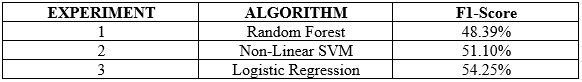 EXPERIMENT ALGORITHM F1-Score
1 Random Forest 48.39%
2 Non-Linear SVM 51.10%
3 Logistic Regression 54.25%